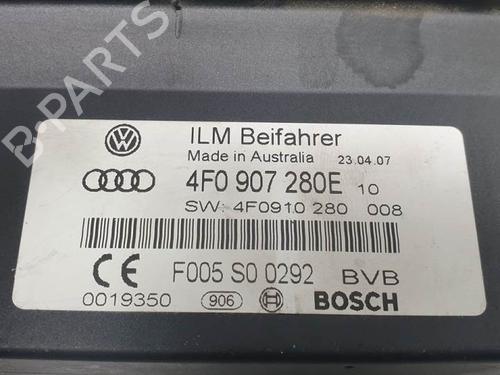 B-PARTS
ILM Beifahrer
Made in Australia 23.04.07
4F0 907 280E 10
SW: 4F0910 280 008
F005 S0 0292 BVB
0019350 906 BOSCH